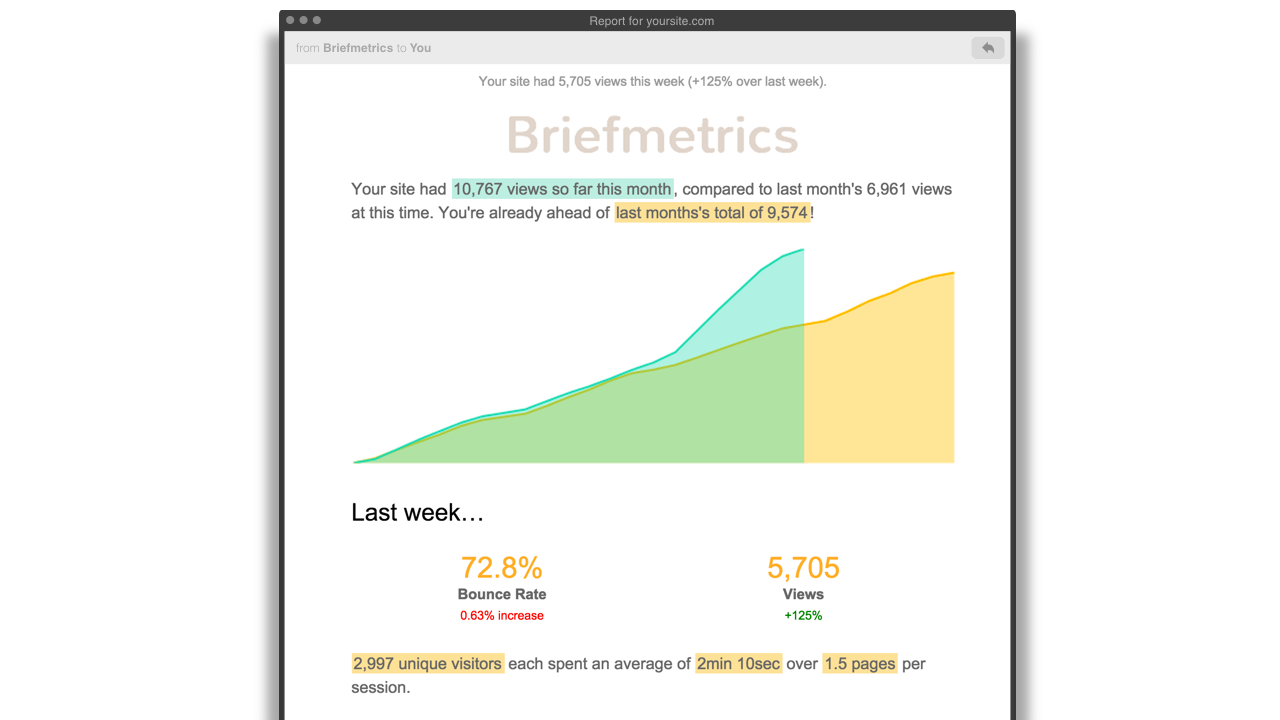 Report for yoursite.com
from Briefmetrics to You
Your site had 5,705 views this week (+125% over last week).
Briefmetrics
Your site had 10,767 views so far this month, compared to last month's 6,961 views
at this time. You're already ahead of last months's total of 9,574!
Last week…
72.8%
Bounce Rate
0.63% increase
5,705
Views
+125%
2,997 unique visitors each spent an average of 2min 10sec over 1.5 pages per
session.